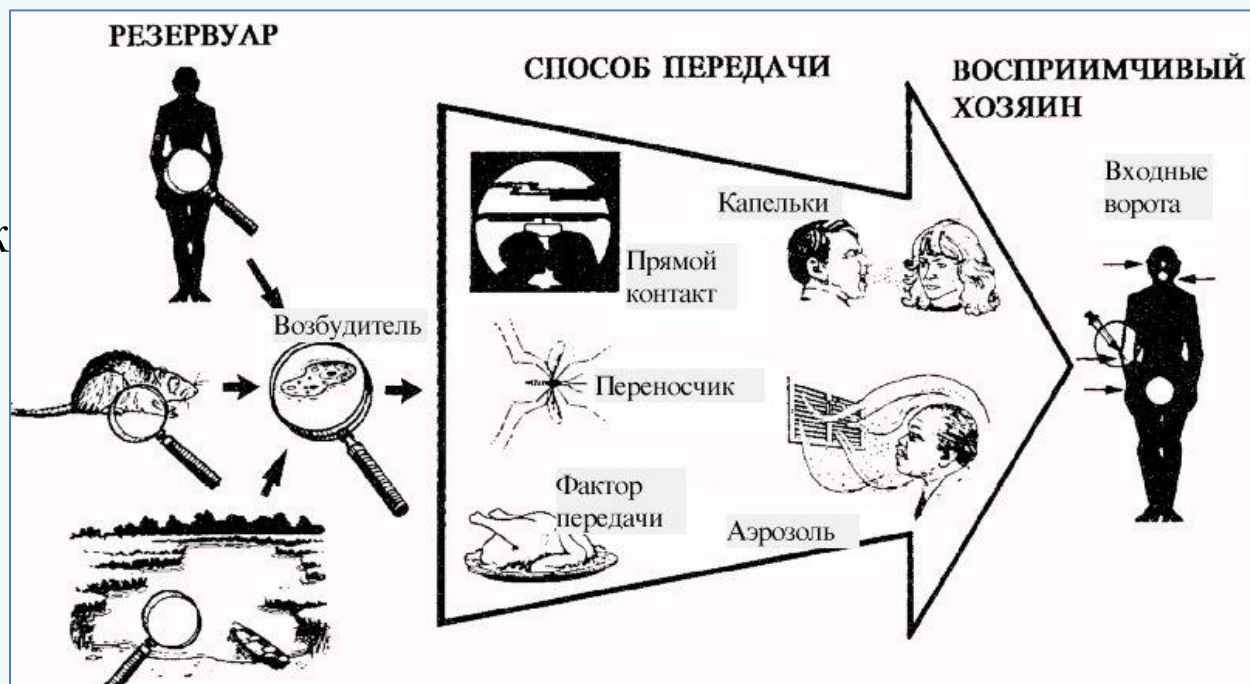 РЕЗЕРВУАР
СПОСОБ ПЕРЕДАЧИ
ВОСПРИИМЧИВЫЙ
ХОЗЯИН
Входные
ворота
Капельки
Прямой
контакт
Возбудитель
Переносчик
Фактор
передачи
Аэрозоль
к